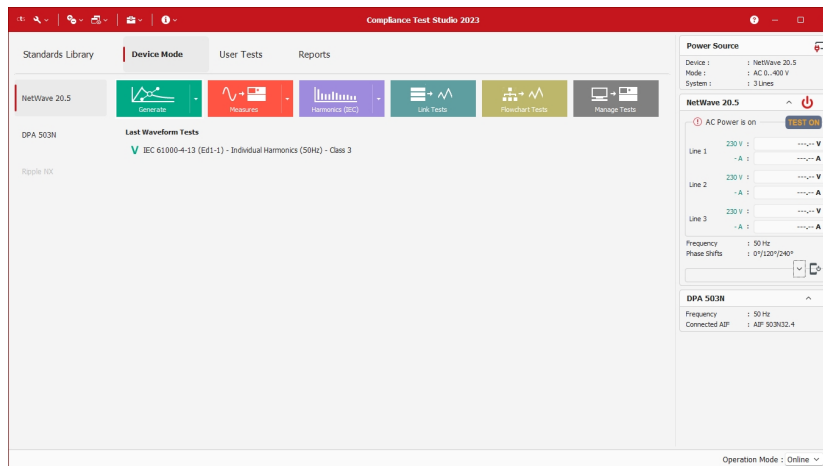 cts
Compliance Test Studio 2023
Standards Library
Device Mode
User Tests
Reports
NetWave 20.5
DPA 503N
Ripple NX
Generate
Measures
Harmonics (IEC)
Link Tests
Flowchart Tests
Manage Tests
Last Waveform Tests
V IEC 61000-4-13 (Ed1-1) - Individual Harmonics (50Hz) - Class 3
Power Source
Device : : NetWave 20.5
Mode : : AC 0..400 V
System : : 3 Lines
NetWave 20.5
AC Power is on TEST ON
Line 1
230 V : ---.-- V
- A : ---.-- A
Line 2
230 V : ---.-- V
- A : ---.-- A
Line 3
230 V : ---.-- V
- A : ---.-- A
Frequency : 50 Hz
Phase Shifts : 0°/120°/240°
DPA 503N
Frequency : 50 Hz
Connected AIF : AIF 503N32.4
Operation Mode : Online